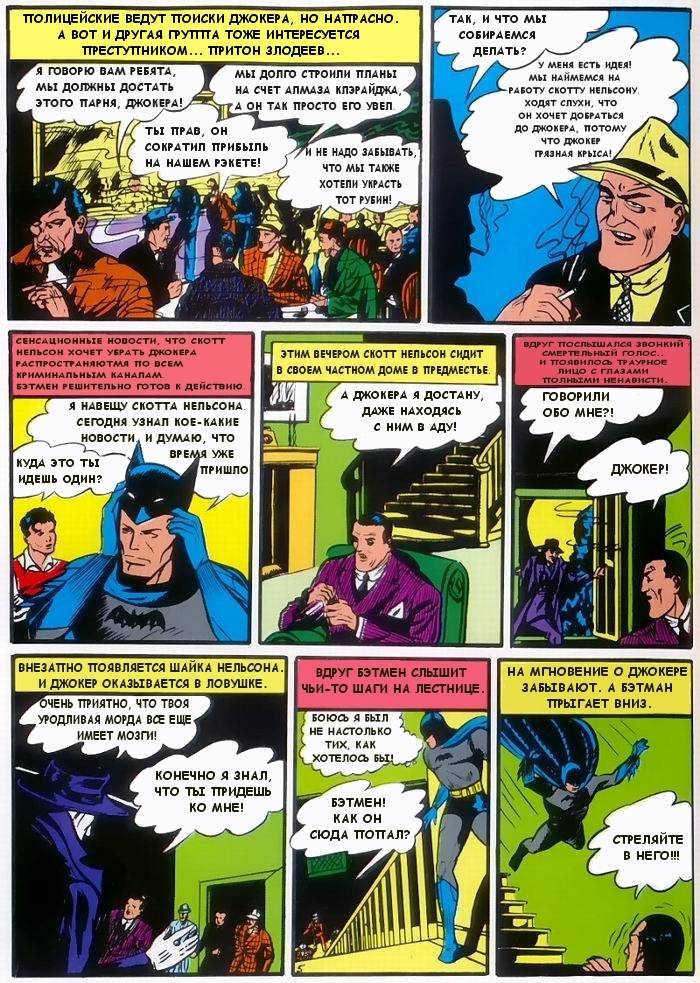 ПОЛИЦЕЙСКИЕ ВЕДУТ ПОИСКИ ДЖОКЕРА, НО НАПРАСНО.
А ВОТ И ДРУГАЯ ГРУППА ТОЖЕ ИНТЕРЕСУЕТСЯ
ПРЕСТУПНИКОМ... ПРИТОН ЗЛОДЕЕВ...
Я ГОВОРЮ ВАМ РЕБЯТА,
МЫ ДОЛЖНЫ ДОСТАТЬ
ЭТОГО ПАРНЯ, ДЖОКЕРА!
МЫ ДОЛГО СТРОИЛИ ПЛАНЫ
НА СЧЕТ АЛМАЗА КЛЭРАЙДЖА,
А ОН ТАК ПРОСТО ЕГО УВЕЛ.
ТЫ ПРАВ, ОН
СОКРАТИЛ ПРИБЫЛЬ
НА НАШЕМ РЭКЕТЕ!
И НЕ НАДО ЗАБЫВАТЬ,
ЧТО МЫ ТАКЖЕ
ХОТЕЛИ УКРАСТЬ
ТОТ РУБИН!
ТАК, И ЧТО МЫ
СОБИРАЕМСЯ
ДЕЛАТЬ?
У МЕНЯ ЕСТЬ ИДЕЯ!
МЫ НАЙМЕМСЯ НА
РАБОТУ СКОТТУ НЕЛЬСОНУ.
ХОДЯТ СЛУХИ, ЧТО
ОН ХОЧЕТ ДОБРАТЬСЯ
ДО ДЖОКЕРА, ПОТОМУ
ЧТО ДЖОКЕР
ГРЯЗНАЯ КРЫСА!
СЕНСАЦИОННЫЕ НОВОСТИ, ЧТО СКОТТ
НЕЛЬСОН ХОЧЕТ УБРАТЬ ДЖОКЕРА
РАСПРОСТРАНЯЮТМЯ ПО ВСЕМ
КРИМИНАЛЬНЫМ КАНАЛАМ.
БЭТМЕН РЕШИТЕЛЬНО ГОТОВ К ДЕЙСТВИЮ
Я НАВЕЩУ СКОТТА НЕЛЬСОНА.
СЕГОДНЯ УЗНАЛ КОЕ-КАКИЕ
НОВОСТИ, И ДУМАЮ, ЧТО
ВРЕМЯ УЖЕ
ПРИШЛО
КУДА ЭТО ТЫ
ИДЕШЬ ОДИН?
ЭТИМ ВЕЧЕРОМ СКОТТ НЕЛЬСОН СИДИТ
В СВОЕМ ЧАСТНОМ ДОМЕ В ПРЕДМЕСТЬЕ.
А ДЖОКЕРА Я ДОСТАНУ,
ДАЖЕ НАХОДЯСЬ
С НИМ В АДУ!
ВДРУГ ПОСЛЫШАЛСЯ ЗВОНКИЙ
СМЕРТЕЛЬНЫЙ ГОЛОС..
И ПОЯВИЛОСЬ ТРАУРНОЕ
ЛИЦО С ГЛАЗАМИ
ПОЛНЫМИ НЕНАВИСТИ.
ГОВОРИЛИ
ОБО МНЕ?!
ДЖОКЕР!
ВНЕЗАПНО ПОЯВЛЯЕТСЯ ШАЙКА НЕЛЬСОНА.
И ДЖОКЕР ОКАЗЫВАЕТСЯ В ЛОВУШКЕ.
ОЧЕНЬ ПРИЯТНО, ЧТО ТВОЯ
УРОДЛИВАЯ МОРДА ВСЕ ЕЩЕ
ИМЕЕТ МОЗГИ!
КОНЕЧНО Я ЗНАЛ,
ЧТО ТЫ ПРИДЕШЬ
КО МНЕ!
ВДРУГ БЭТМЕН СЛЫШИТ
ЧЬИ-ТО ШАГИ НА ЛЕСТНИЦЕ.
БОЮСЬ Я БЫЛ
НЕ НАСТОЛЬКО
ТИХ, КАК
ХОТЕЛОСЬ БЫ!
БЭТМЕН!
КАК ОН
СЮДА ПОПАЛ?
5
НА МГНОВЕНИЕ О ДЖОКЕРЕ
ЗАБЫВАЮТ. А БЭТМАН
ПРЫГАЕТ ВНИЗ.
СТРЕЛЯЙТЕ
В НЕГО!!!